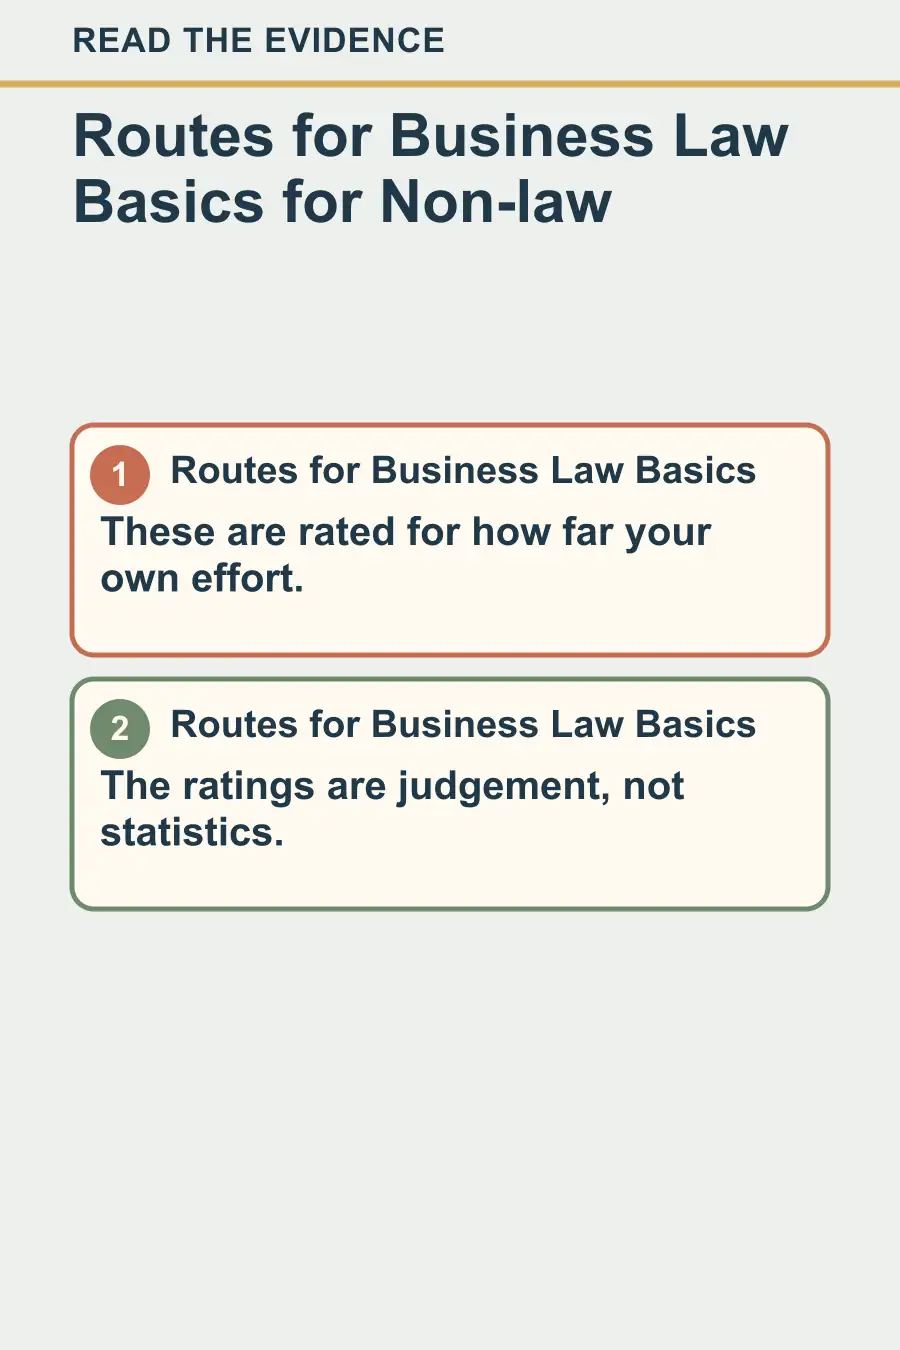 READ THE EVIDENCE
Routes for Business Law
Basics for Non-law
1 Routes for Business Law Basics
These are rated for how far your
own effort.
2 Routes for Business Law Basics
The ratings are judgement, not
statistics.